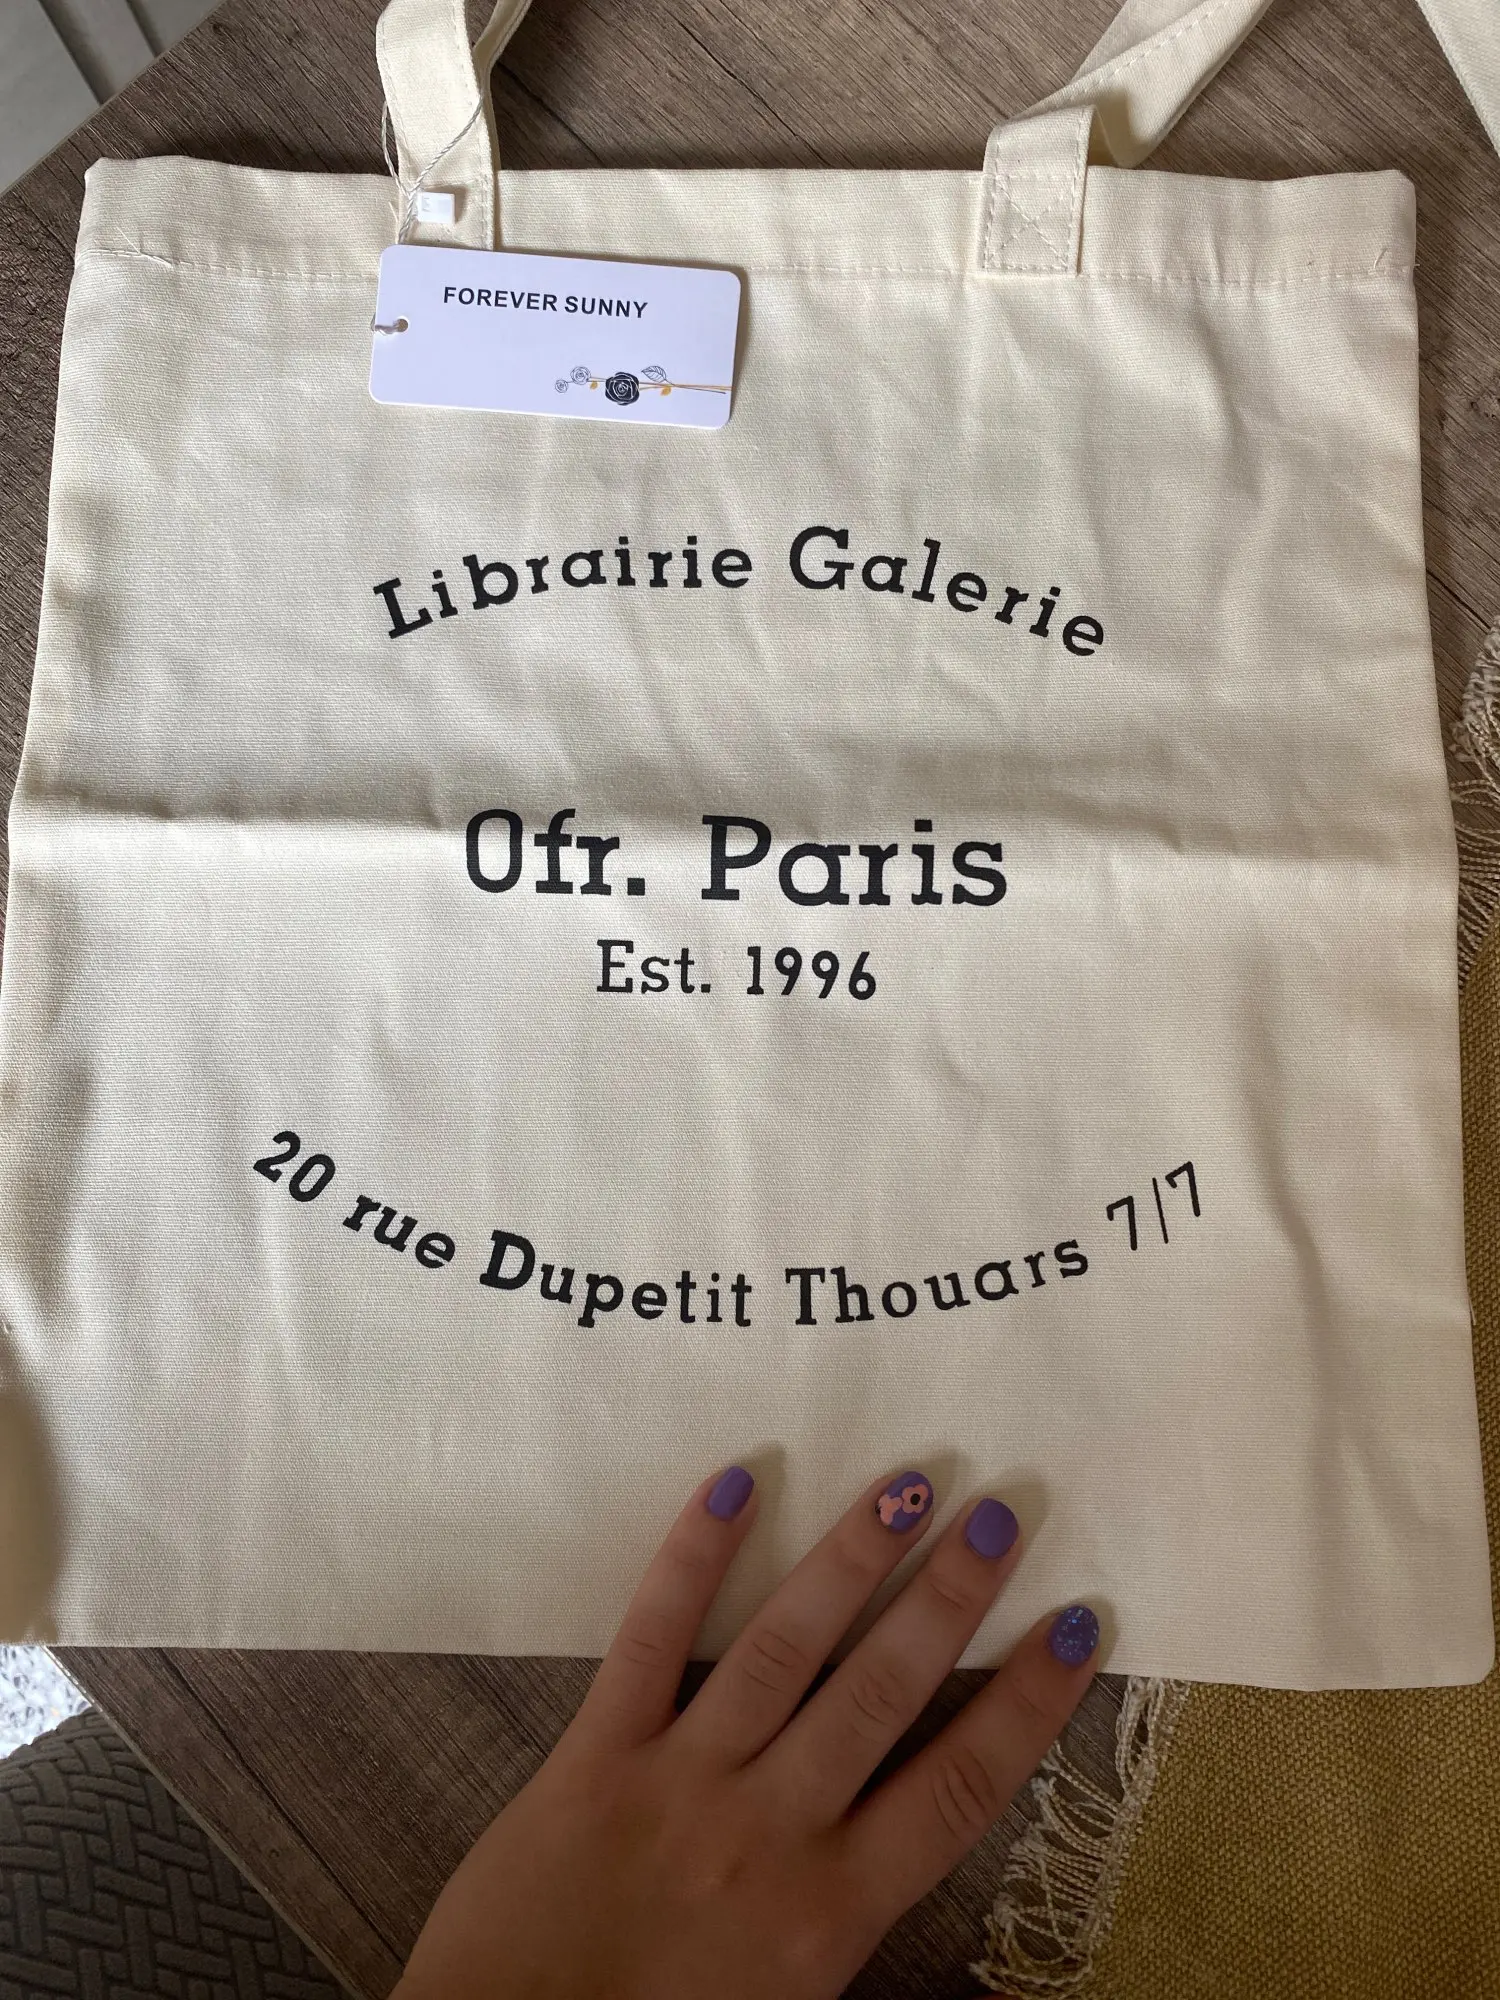 FOREVER SUNNY
Librairie Galerie
Ofr. Paris
Est. 1996
20 rue Dupetit Thouars 7/7